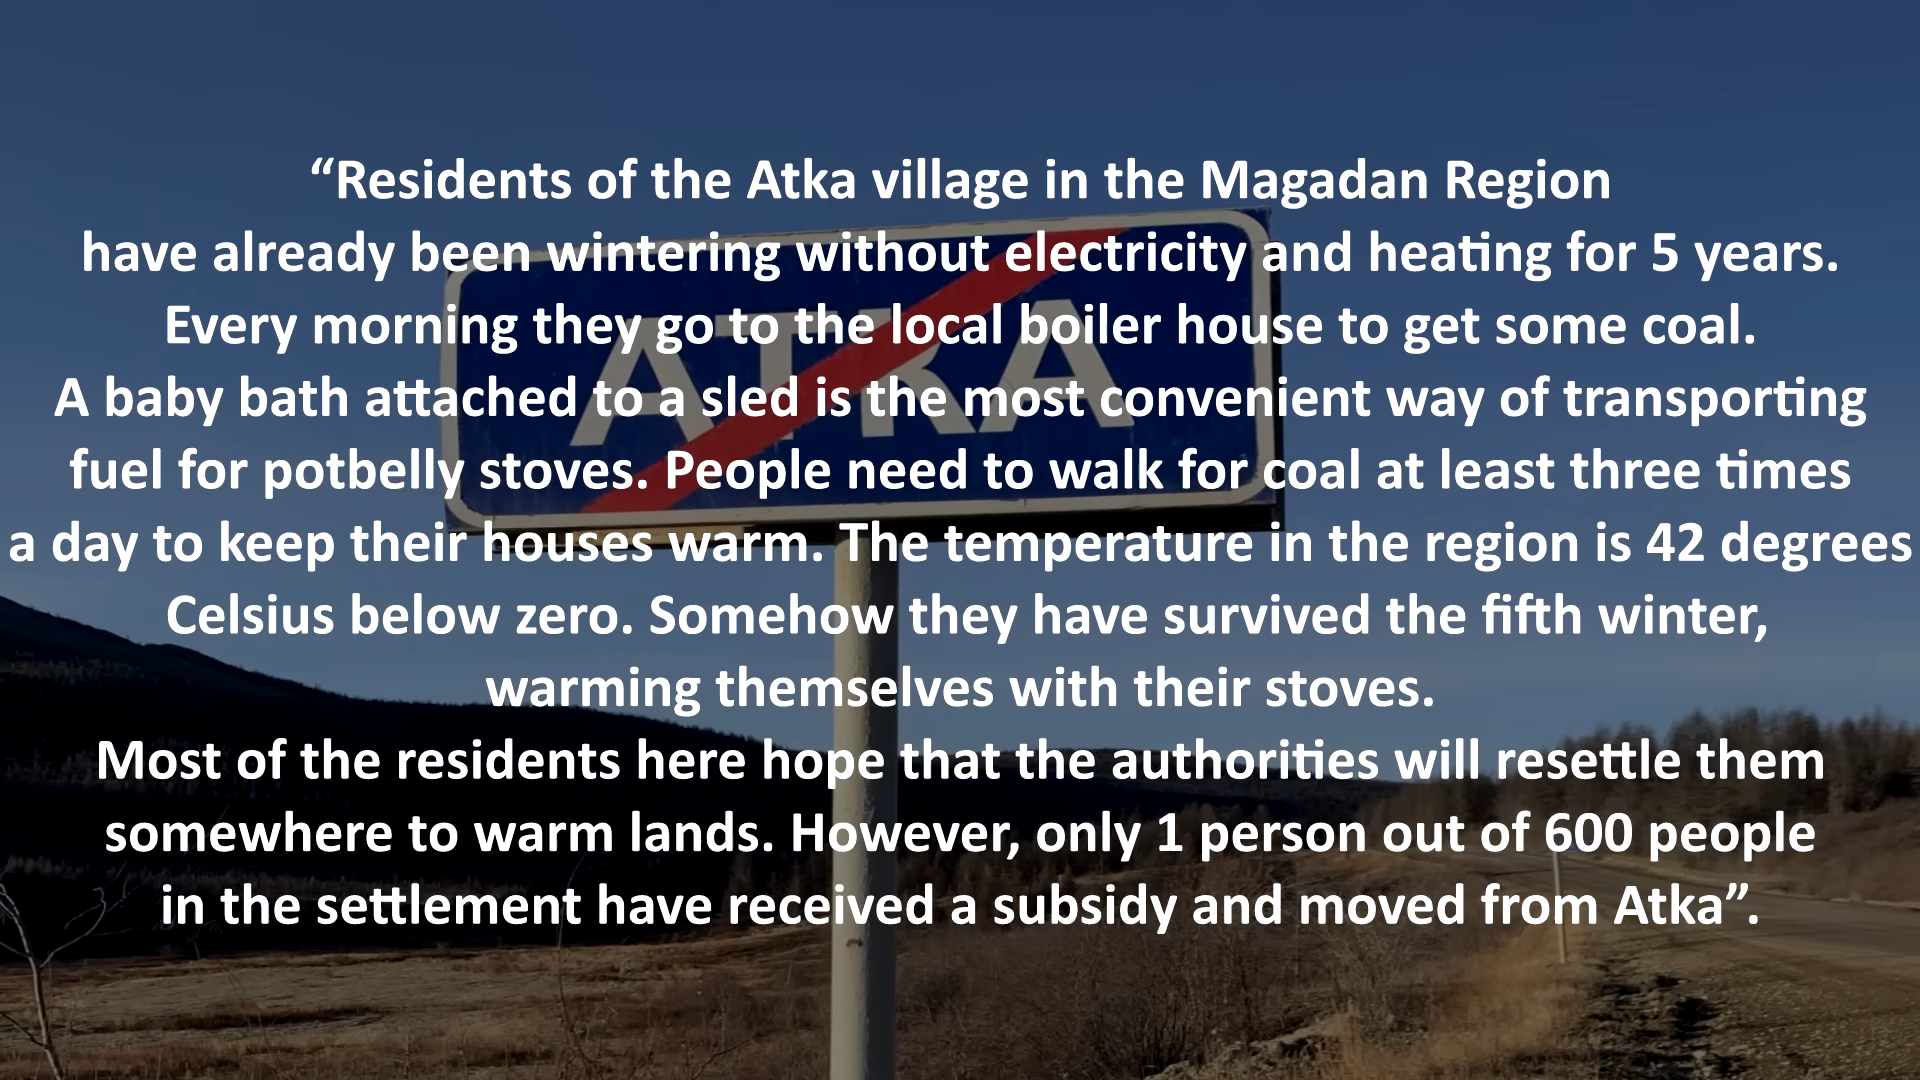 “Residents of the Atka village in the Magadan Region
have already been wintering without electricity and heating for 5 years.
Every morning they go to the local boiler house to get some coal.
A baby bath attached to a sled is the most convenient way of transporting
fuel for potbelly stoves. People need to walk for coal at least three times
a day to keep their houses warm. The temperature in the region is 42 degrees
Celsius below zero. Somehow they have survived the fifth winter,
warming themselves with their stoves.
Most of the residents here hope that the authorities will resettle them
somewhere to warm lands. However, only 1 person out of 600 people
in the settlement have received a subsidy and moved from Atka”.
ATKA